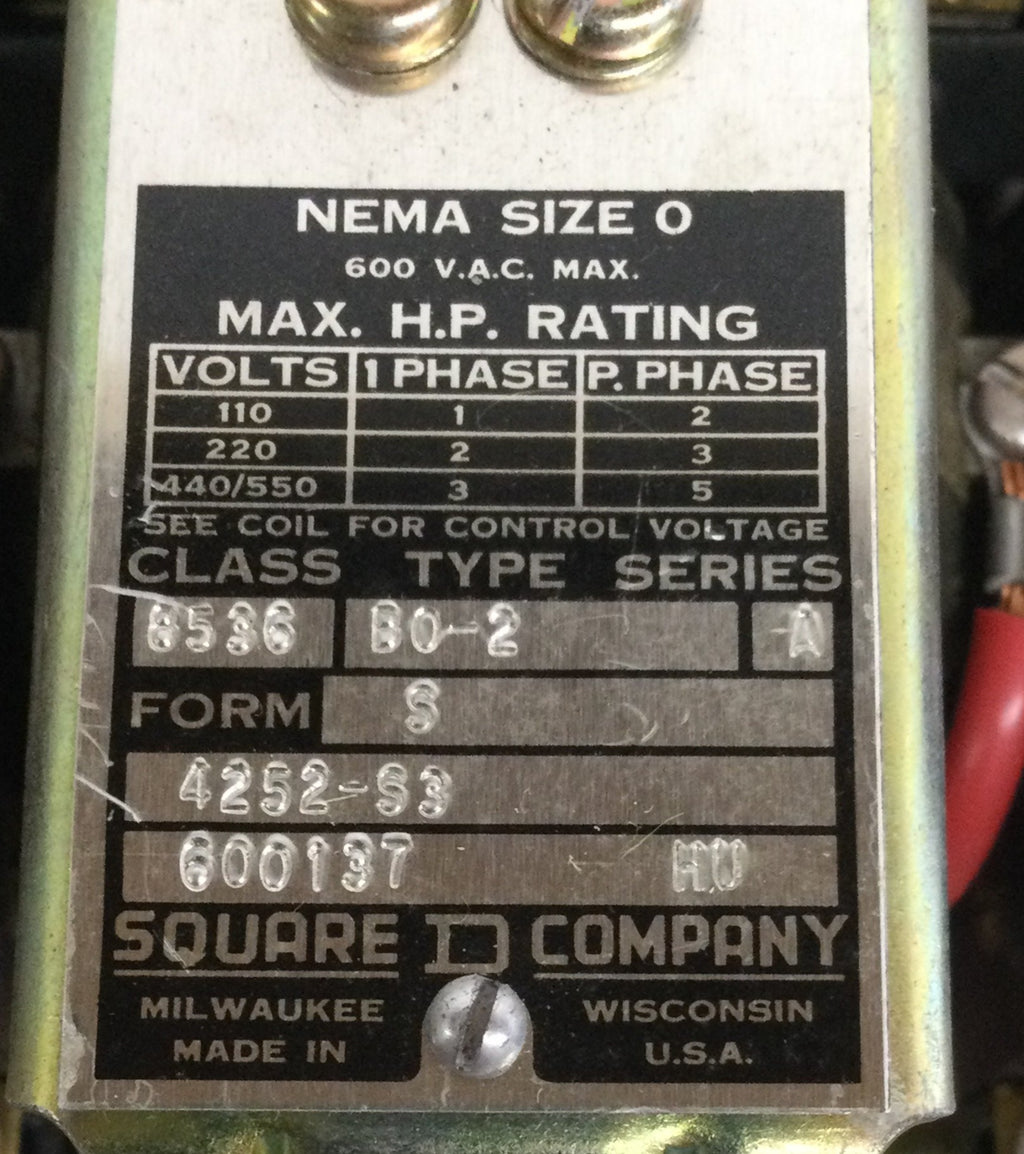 NEMA SIZE 0
600 V.A.C. MAX.
MAX. H.P. RATING
VOLTS 1 PHASE P. PHASE
110 1 2
220 2 3
440/550 3 5
SEE COIL FOR CONTROL VOLTAGE
CLASS TYPE SERIES
8536 BO-2 A
FORM S
4252-S3
600137 HU
SQUARE D COMPANY
MILWAUKEE WISCONSIN
MADE IN U.S.A.